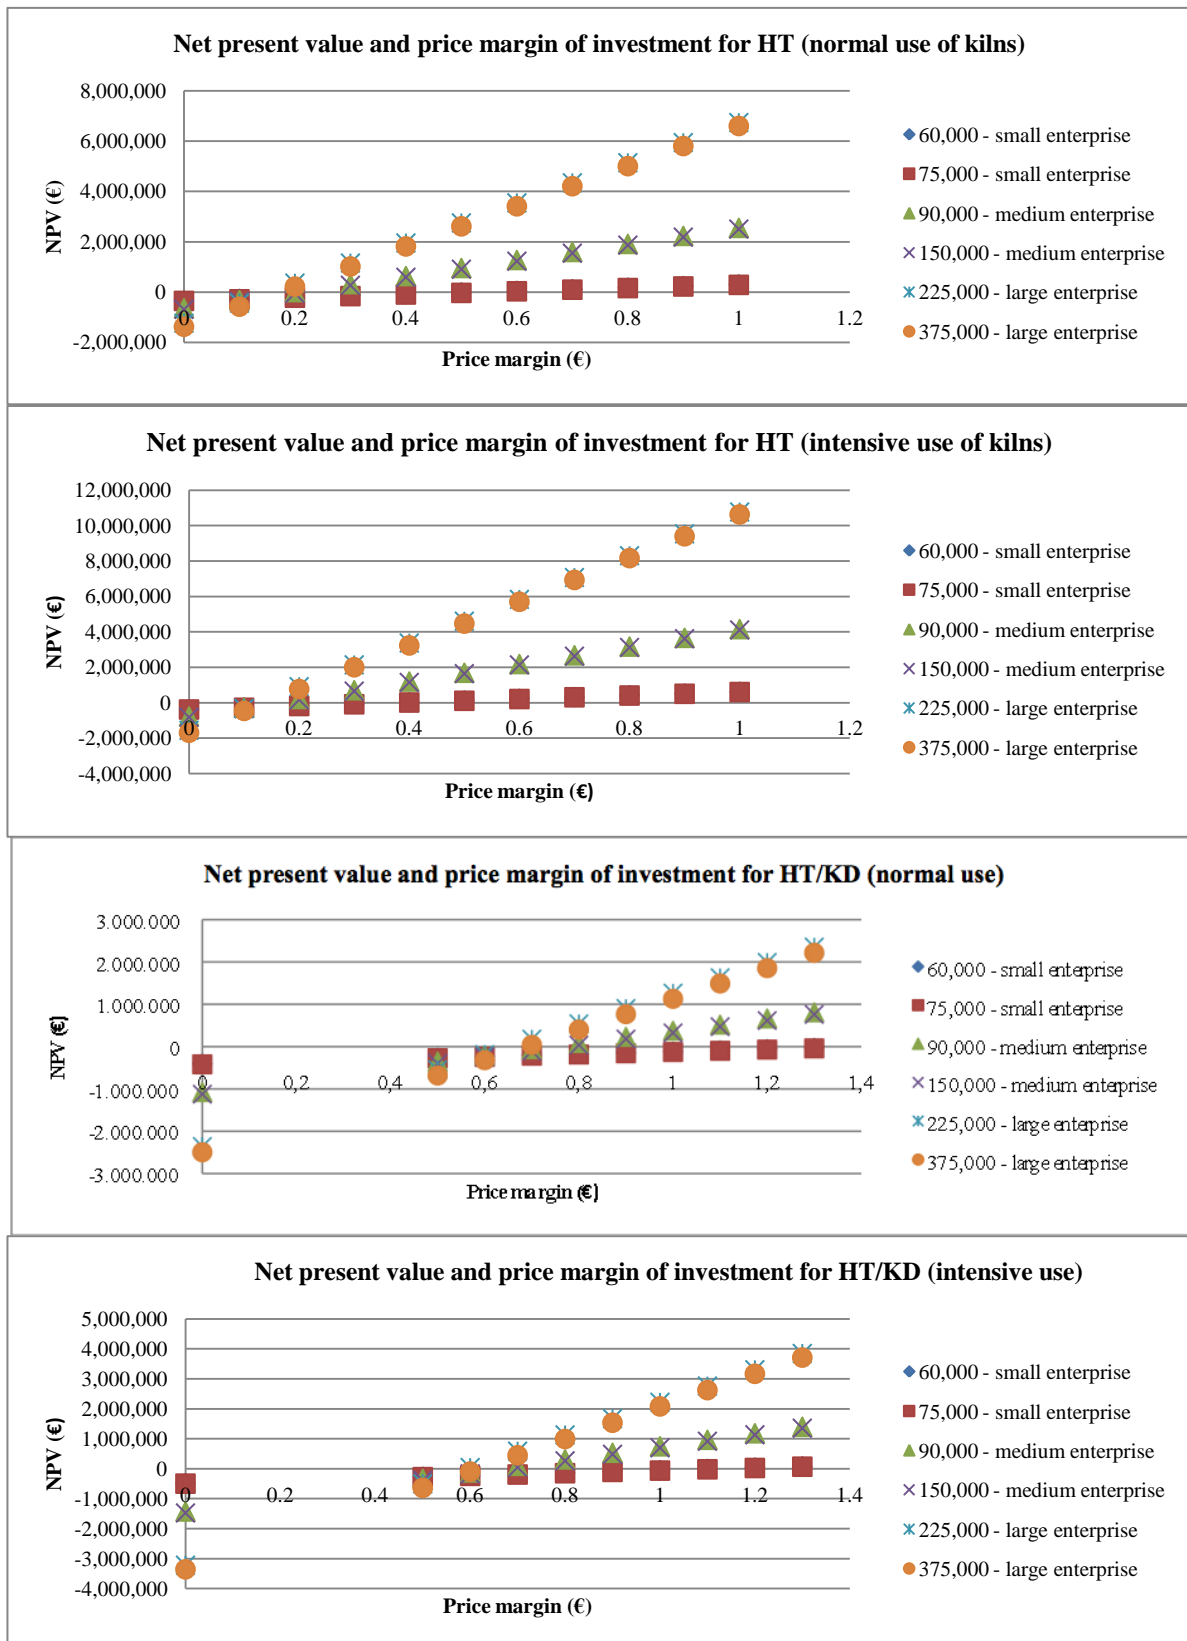 Net present value and price margin of investment for HT (normal use of kilns)
8,000,000
6,000,000
4,000,000
2,000,000
0
-2,000,000
NPV (€)
0 0.2 0.4 0.6 0.8 1 1.2
Price margin (€)
60,000 - small enterprise
75,000 - small enterprise
90,000 - medium enterprise
150,000 - medium enterprise
225,000 - large enterprise
375,000 - large enterprise
Net present value and price margin of investment for HT (intensive use of kilns)
12,000,000
10,000,000
8,000,000
6,000,000
4,000,000
2,000,000
0
-2,000,000
-4,000,000
NPV (€)
0 0.2 0.4 0.6 0.8 1 1.2
Price margin (€)
60,000 - small enterprise
75,000 - small enterprise
90,000 - medium enterprise
150,000 - medium enterprise
225,000 - large enterprise
375,000 - large enterprise
Net present value and price margin of investment for HT/KD (normal use)
3.000.000
2.000.000
1.000.000
0
-1.000.000
-2.000.000
-3.000.000
NPV (€)
0 0,2 0,4 0,6 0,8 1 1,2 1,4
Price margin (€)
60,000 - small enterprise
75,000 - small enterprise
90,000 - medium enterprise
150,000 - medium enterprise
225,000 - large enterprise
375,000 - large enterprise
Net present value and price margin of investment for HT/KD (intensive use)
5,000,000
4,000,000
3,000,000
2,000,000
1,000,000
0
-1,000,000
-2,000,000
-3,000,000
-4,000,000
NPV (€)
0 0.2 0.4 0.6 0.8 1 1.2 1.4
Price margin (€)
60,000 - small enterprise
75,000 - small enterprise
90,000 - medium enterprise
150,000 - medium enterprise
225,000 - large enterprise
375,000 - large enterprise